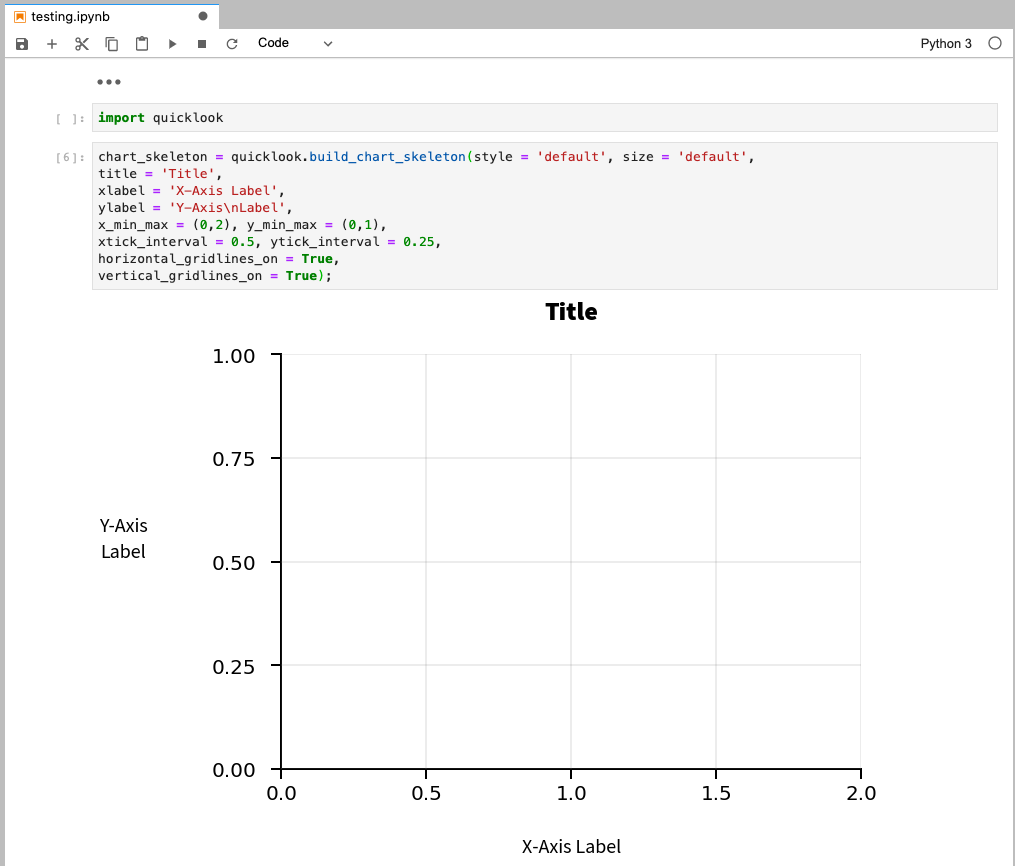 testing.ipynb
Code
Python 3
[ ]:
import quicklook
[6]:
chart_skeleton = quicklook.build_chart_skeleton(style = 'default', size = 'default',
title = 'Title',
xlabel = 'X-Axis Label',
ylabel = 'Y-Axis\nLabel',
x_min_max = (0,2), y_min_max = (0,1),
xtick_interval = 0.5, ytick_interval = 0.25,
horizontal_gridlines_on = True,
vertical_gridlines_on = True);
Title
1.00
0.75
Y-Axis
Label
0.50
0.25
0.00
0.0 0.5 1.0 1.5 2.0
X-Axis Label